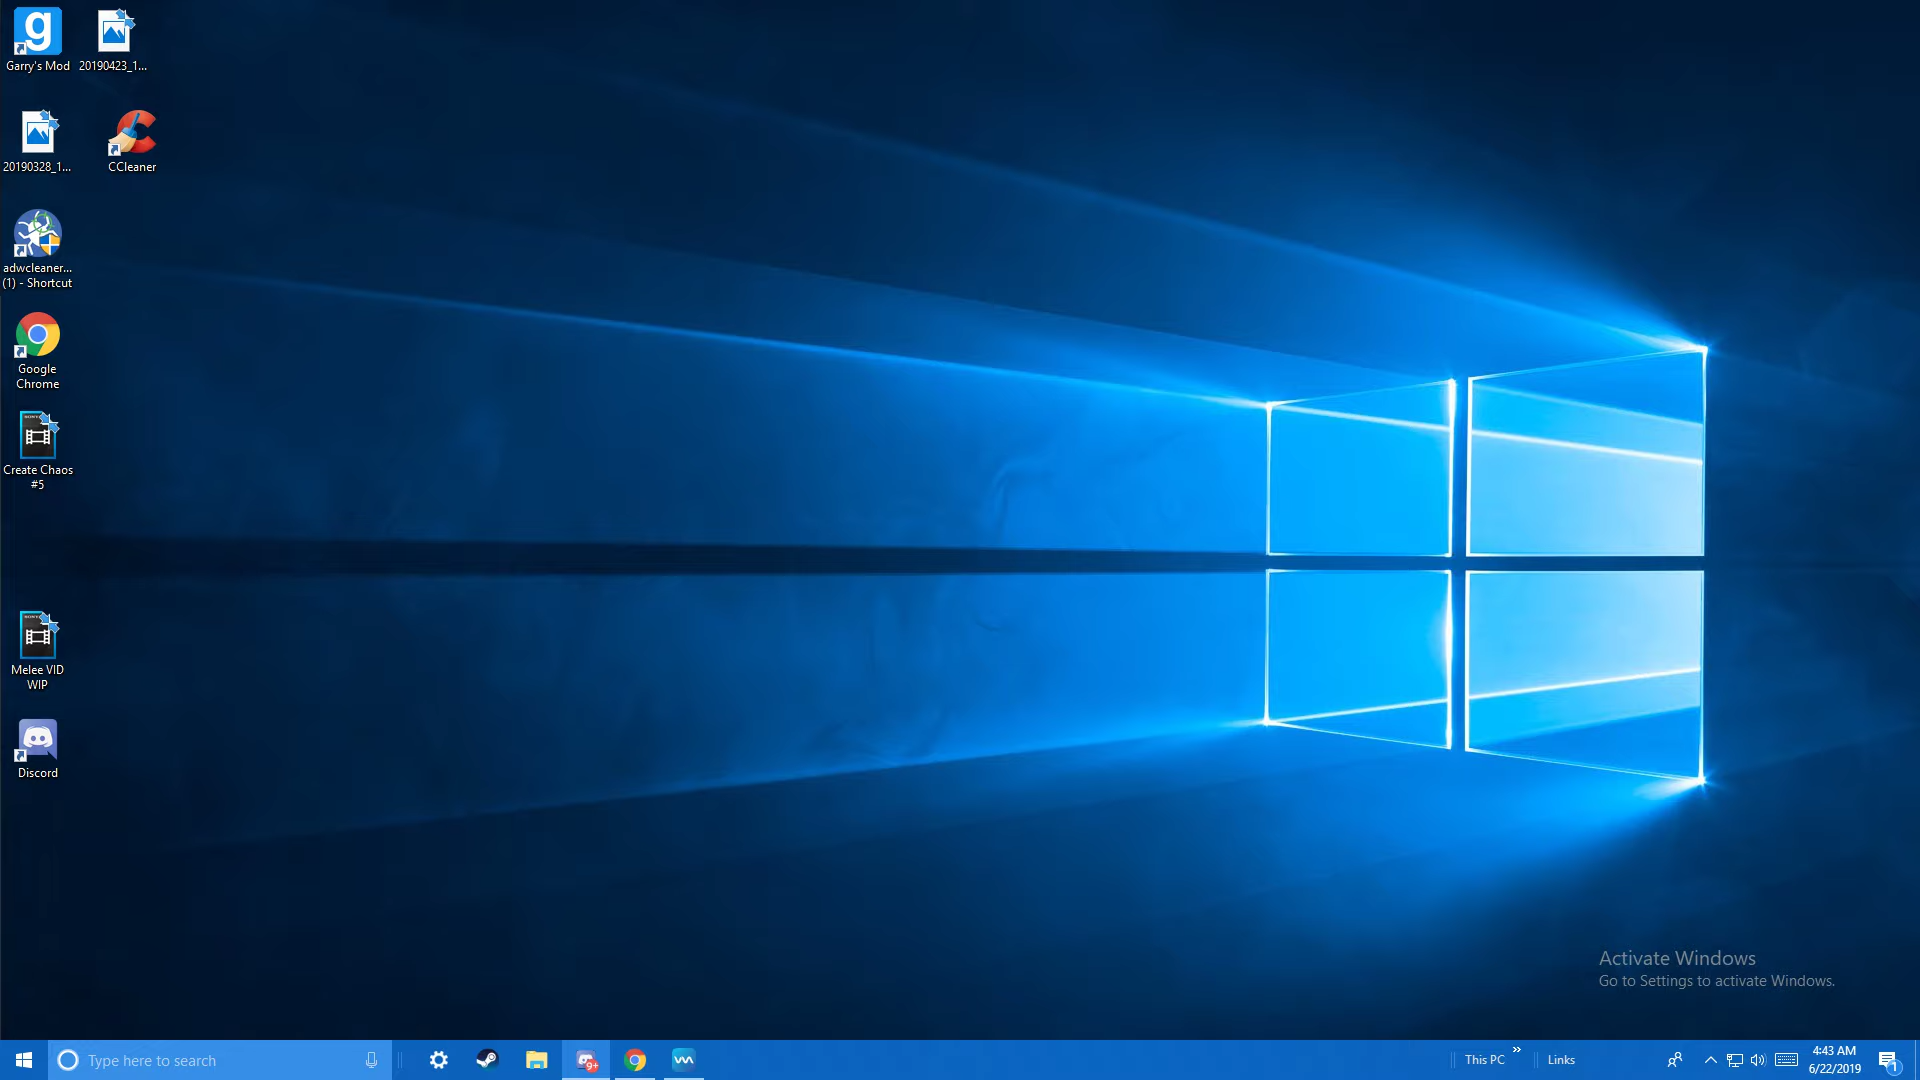 Garry's Mod
20190423_1...
20190328_1...
CCleaner
adwcleaner...
(1) - Shortcut
Google
Chrome
Create Chaos
#5
Melee VID
WIP
Discord
Activate Windows
Go to Settings to activate Windows.
Type here to search
9+
This PC
Links
4:43 AM
6/22/2019
1